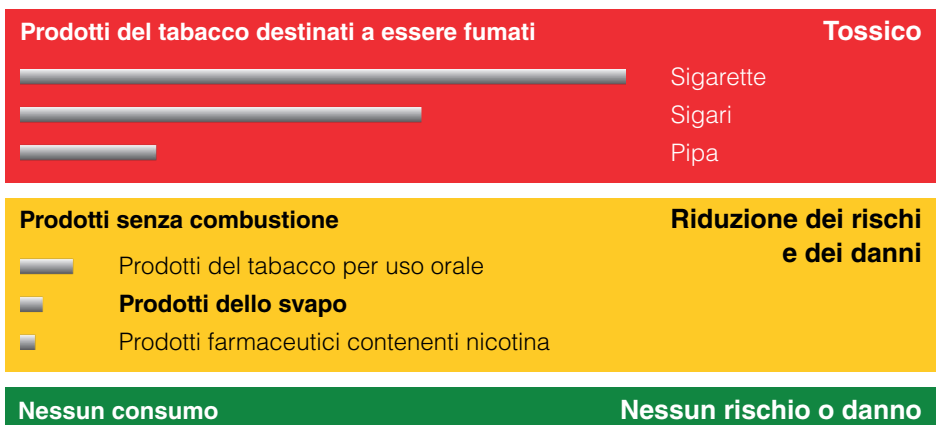 Prodotti del tabacco destinati a essere fumati Tossico
Sigarette
Sigari
Pipa
Prodotti senza combustione Riduzione dei rischi
e dei danni
Prodotti del tabacco per uso orale
Prodotti dello svapo
Prodotti farmaceutici contenenti nicotina
Nessun consumo Nessun rischio o danno